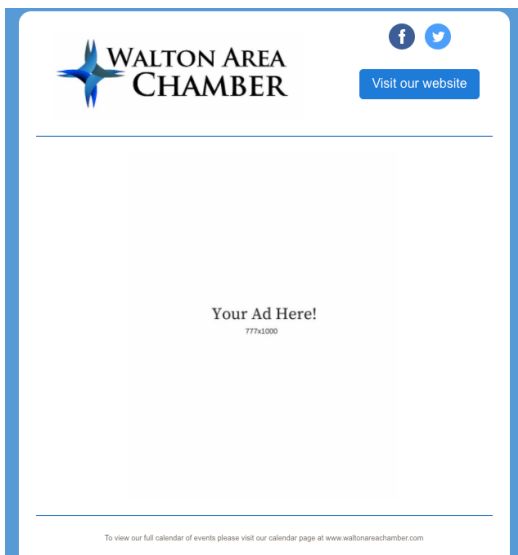 WALTON AREA
CHAMBER
Visit our website
Your Ad Here!
777x1000
To view our full calendar of events please visit our calendar page at www.waltonareachamber.com